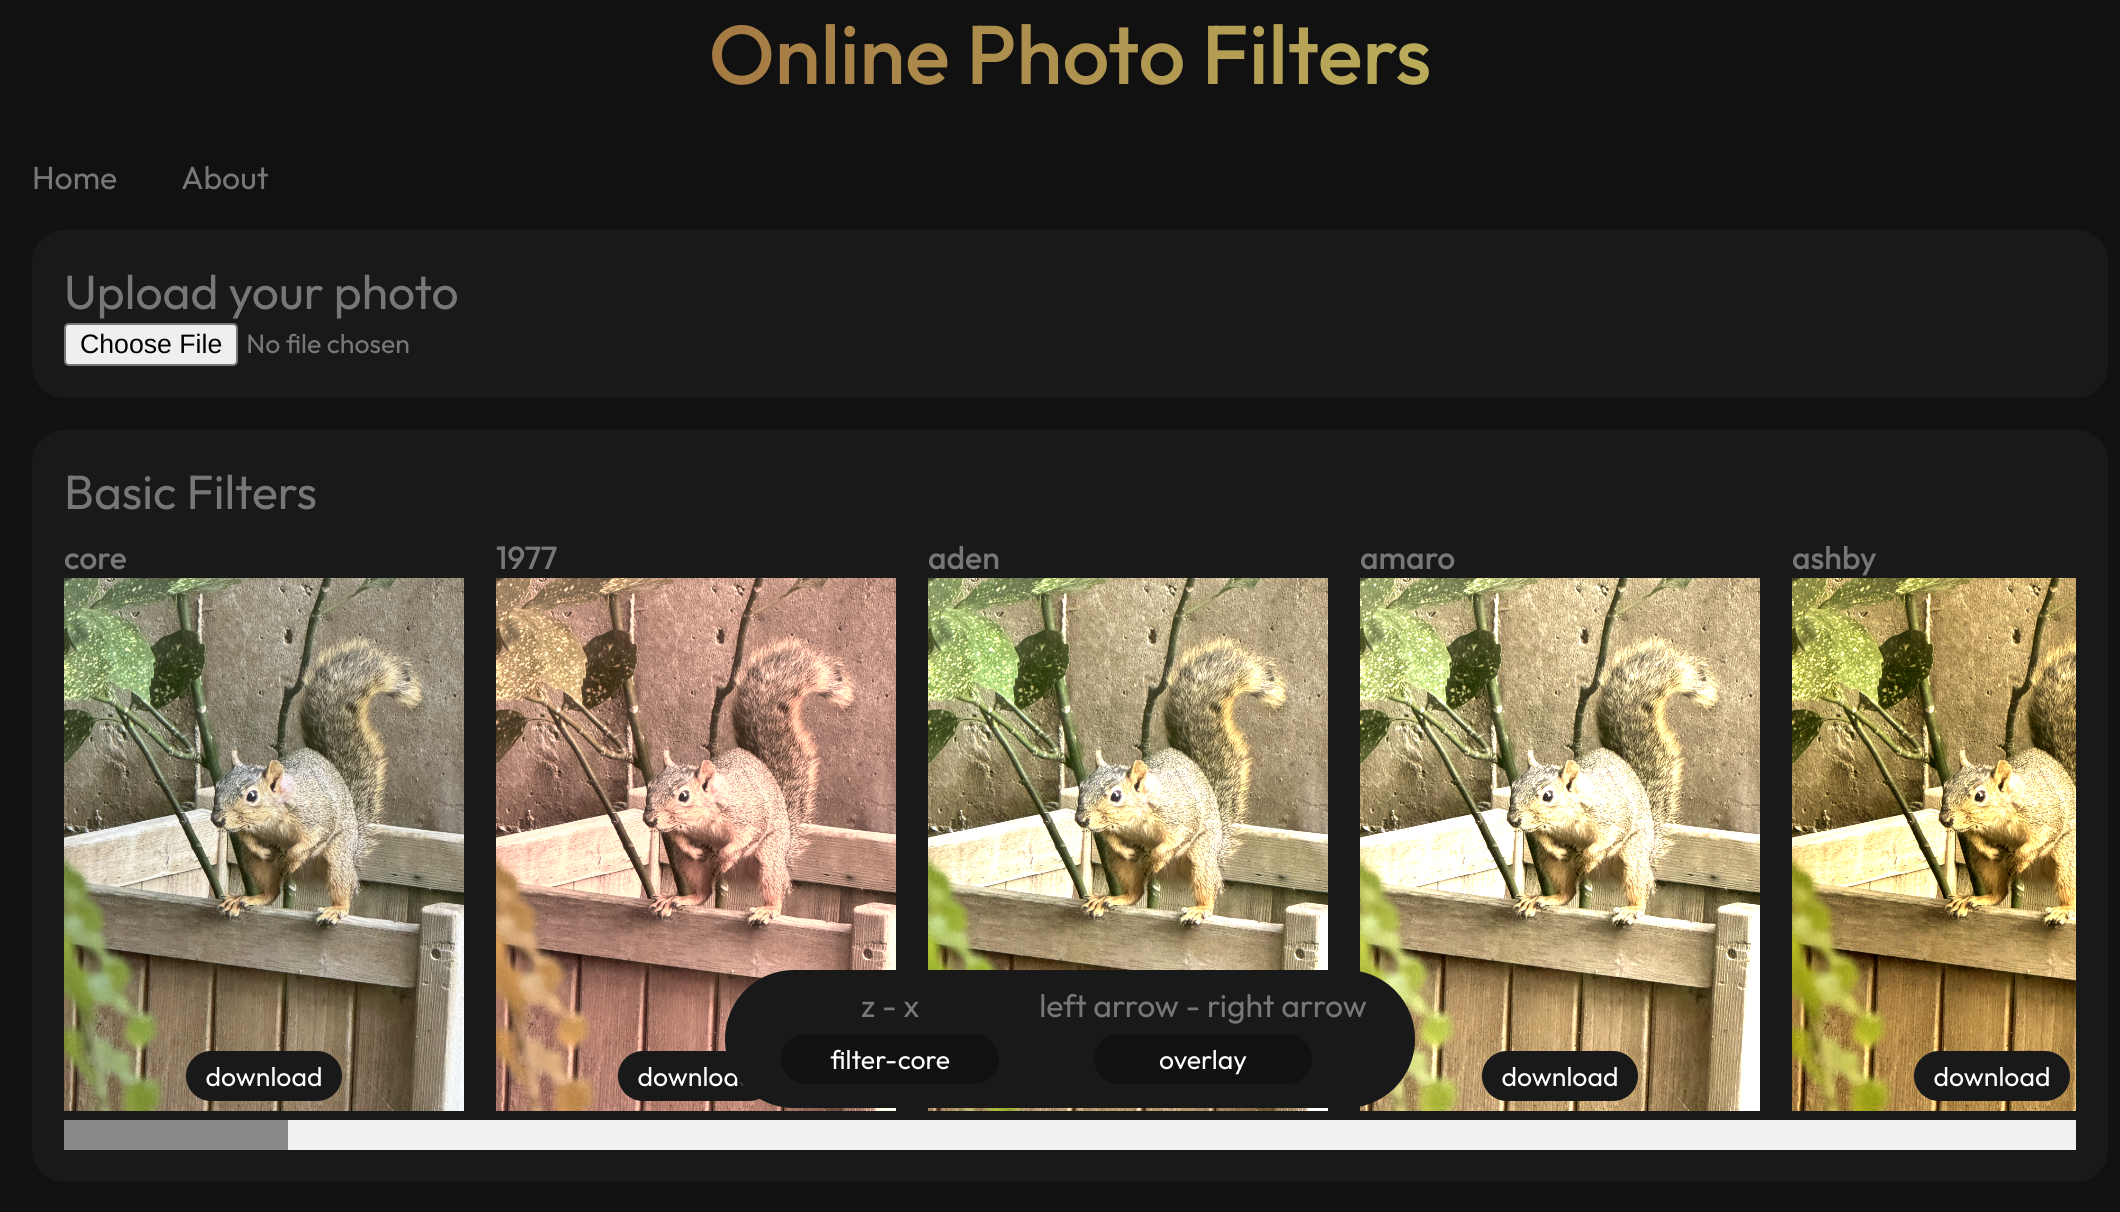 Online Photo Filters
Home About
Upload your photo
Choose File No file chosen
Basic Filters
core 1977 aden amaro ashby
z - x left arrow - right arrow
filter-core overlay
download downloa download download